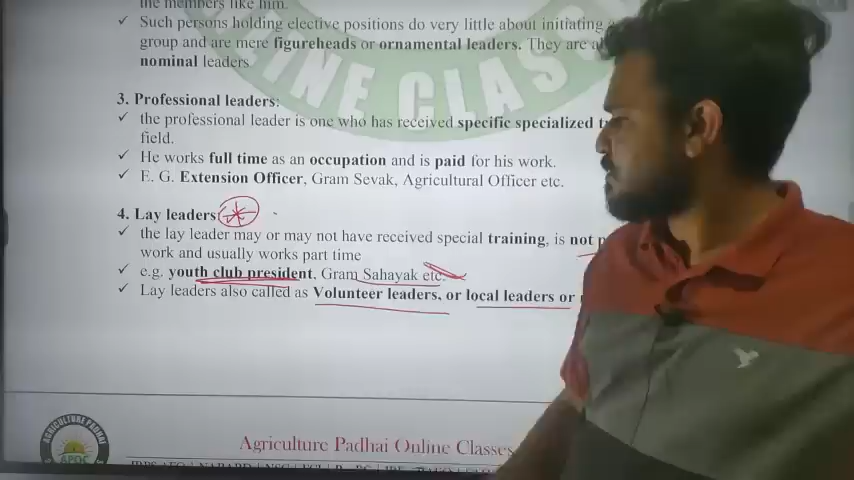 the members like him.
✓ Such persons holding elective positions do very little about initiating
group and are mere figureheads or ornamental leaders. They are
nominal leaders
EINE CLASS
3. Professional leaders:
✓ the professional leader is one who has received specific specialized
field.
✓ He works full time as an occupation and is paid for his work.
✓ E. G. Extension Officer, Gram Sevak, Agricultural Officer etc.
4. Lay leaders
✓ the lay leader may or may not have received special training, is not
work and usually works part time
✓ e.g. youth club president, Gram Sahayak etc.
✓ Lay leaders also called as Volunteer leaders, or local leaders or
AGRICULTURE PADHAI
APOC
Agriculture Padhai Online Classes